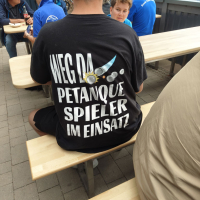 WEG DA
PETANQUE
SPIELER
IM EINSATZ